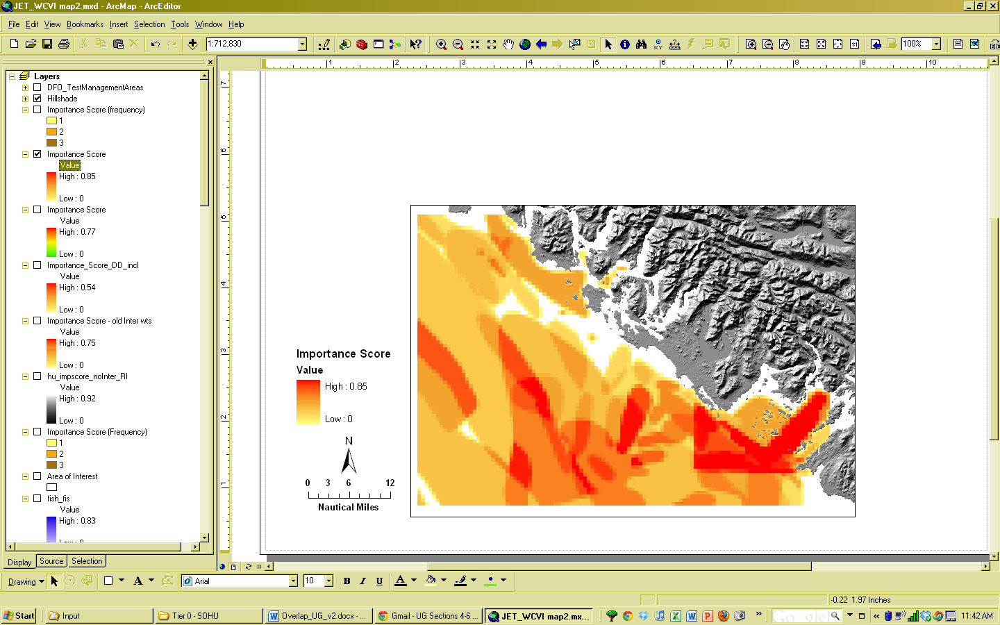 JET_WCVI map2.mxd - ArcMap - ArcEditor
File Edit View Bookmarks Insert Selection Tools Window Help
1:712,830
100%
1:1
1 2 3 4 5 6 7 8 9 10
Layers
DFO_TestManagementAreas
Hillshade
Importance Score (frequency)
1
2
3
Importance Score
Value
High : 0.85
Low : 0
Importance Score
Value
High : 0.77
Low : 0
Importance_Score_DD_incl
Value
High : 0.54
Low : 0
Importance Score - old Inter wts
Value
High : 0.75
Low : 0
hu_impscore_noInter_RI
Value
High : 0.92
Low : 0
Importance Score (Frequency)
1
2
3
Area of Interest
fish_fis
Value
High : 0.83
Low : 0
Display Source Selection
7
6
5
4
3
2
1
Importance Score
Value
High : 0.85
Low : 0
N
0 3 6 12
Nautical Miles
Drawing A Arial 10 B I U A
-0.22 1.97 Inches
Start Input Tier 0 - SOHU Overlap_UG_v2.docx - ... Gmail - UG Sections 4-6 ... JET_WCVI map2.mx... Google 11:42 AM